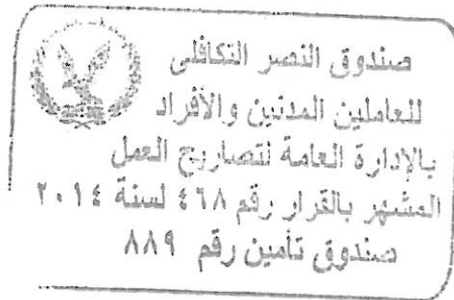 صندوق النصر التكافلى
للعاملين المدنين والأفراد
بالإدارة العامة لتصاريح العمل
المشهر بالقرار رقم ٤٦٨ لسنة ٢٠١٤
صندوق تأمين رقم ٨٨٩